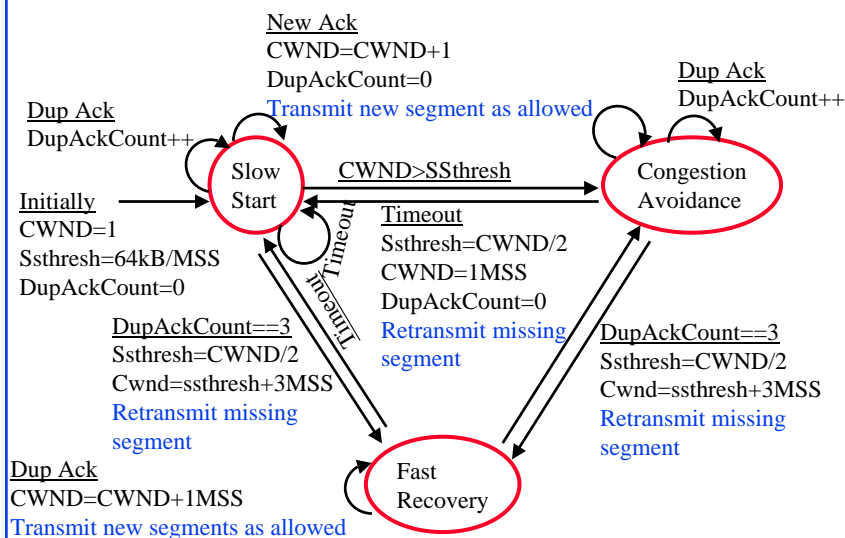 New Ack
CWND=CWND+1
DupAckCount=0
Transmit new segment as allowed
Dup Ack
DupAckCount++
Dup Ack
DupAckCount++
Slow
Start
CWND>SSthresh
Congestion
Avoidance
Initially
CWND=1
Ssthresh=64kB/MSS
DupAckCount=0
Timeout
Timeout
Timeout
Ssthresh=CWND/2
CWND=1MSS
DupAckCount=0
Retransmit missing
segment
DupAckCount==3
Ssthresh=CWND/2
Cwnd=ssthresh+3MSS
Retransmit missing
segment
DupAckCount==3
Ssthresh=CWND/2
Cwnd=ssthresh+3MSS
Retransmit missing
segment
Fast
Recovery
Dup Ack
CWND=CWND+1MSS
Transmit new segments as allowed